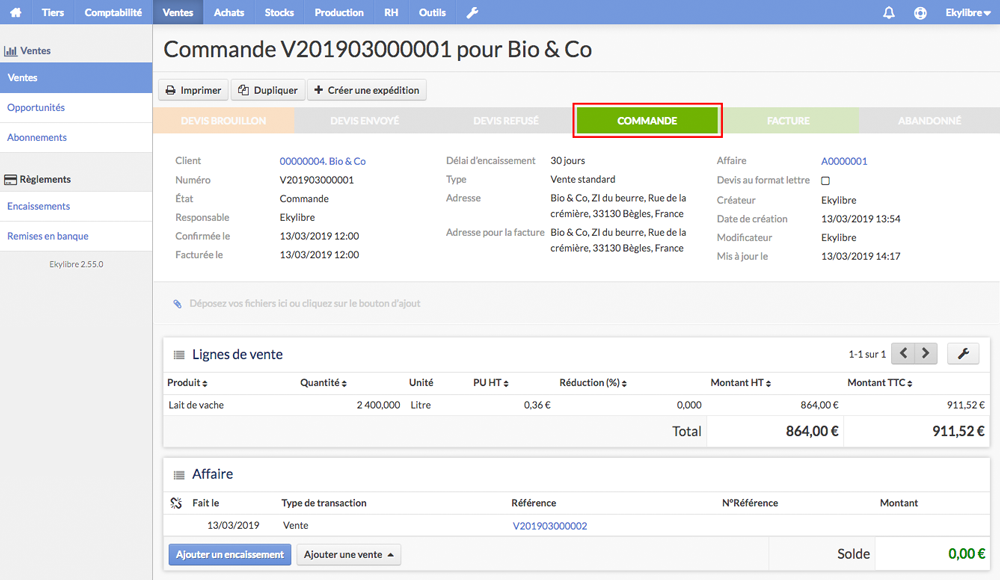 Tiers Comptabilité Ventes Achats Stocks Production RH Outils Ekylibre
Ventes
Ventes
Opportunités
Abonnements
Règlements
Encaissements
Remises en banque
Ekylibre 2.55.0
Commande V201903000001 pour Bio & Co
Imprimer Dupliquer Créer une expédition
DEVIS BROUILLON DEVIS ENVOYÉ DEVIS REFUSÉ COMMANDE FACTURE ABANDONNÉ
Client 00000004. Bio & Co
Numéro V201903000001
État Commande
Responsable Ekylibre
Confirmée le 13/03/2019 12:00
Facturée le 13/03/2019 12:00
Délai d'encaissement 30 jours
Type Vente standard
Adresse Bio & Co, ZI du beurre, Rue de la
crémière, 33130 Bègles, France
Adresse pour la facture Bio & Co, ZI du beurre, Rue de la
crémière, 33130 Bègles, France
Affaire A0000001
Devis au format lettre
Créateur Ekylibre
Date de création 13/03/2019 13:54
Modificateur Ekylibre
Mis à jour le 13/03/2019 14:17
Déposez vos fichiers ici ou cliquez sur le bouton d'ajout
Lignes de vente 1-1 sur 1
Produit Quantité Unité PU HT Réduction (%) Montant HT Montant TTC
Lait de vache 2 400,000 Litre 0,36 € 0,000 864,00 € 911,52 €
Total 864,00 € 911,52 €
Affaire
Fait le Type de transaction Référence N°Référence Montant
13/03/2019 Vente V201903000002
Ajouter un encaissement Ajouter une vente Solde 0,00 €